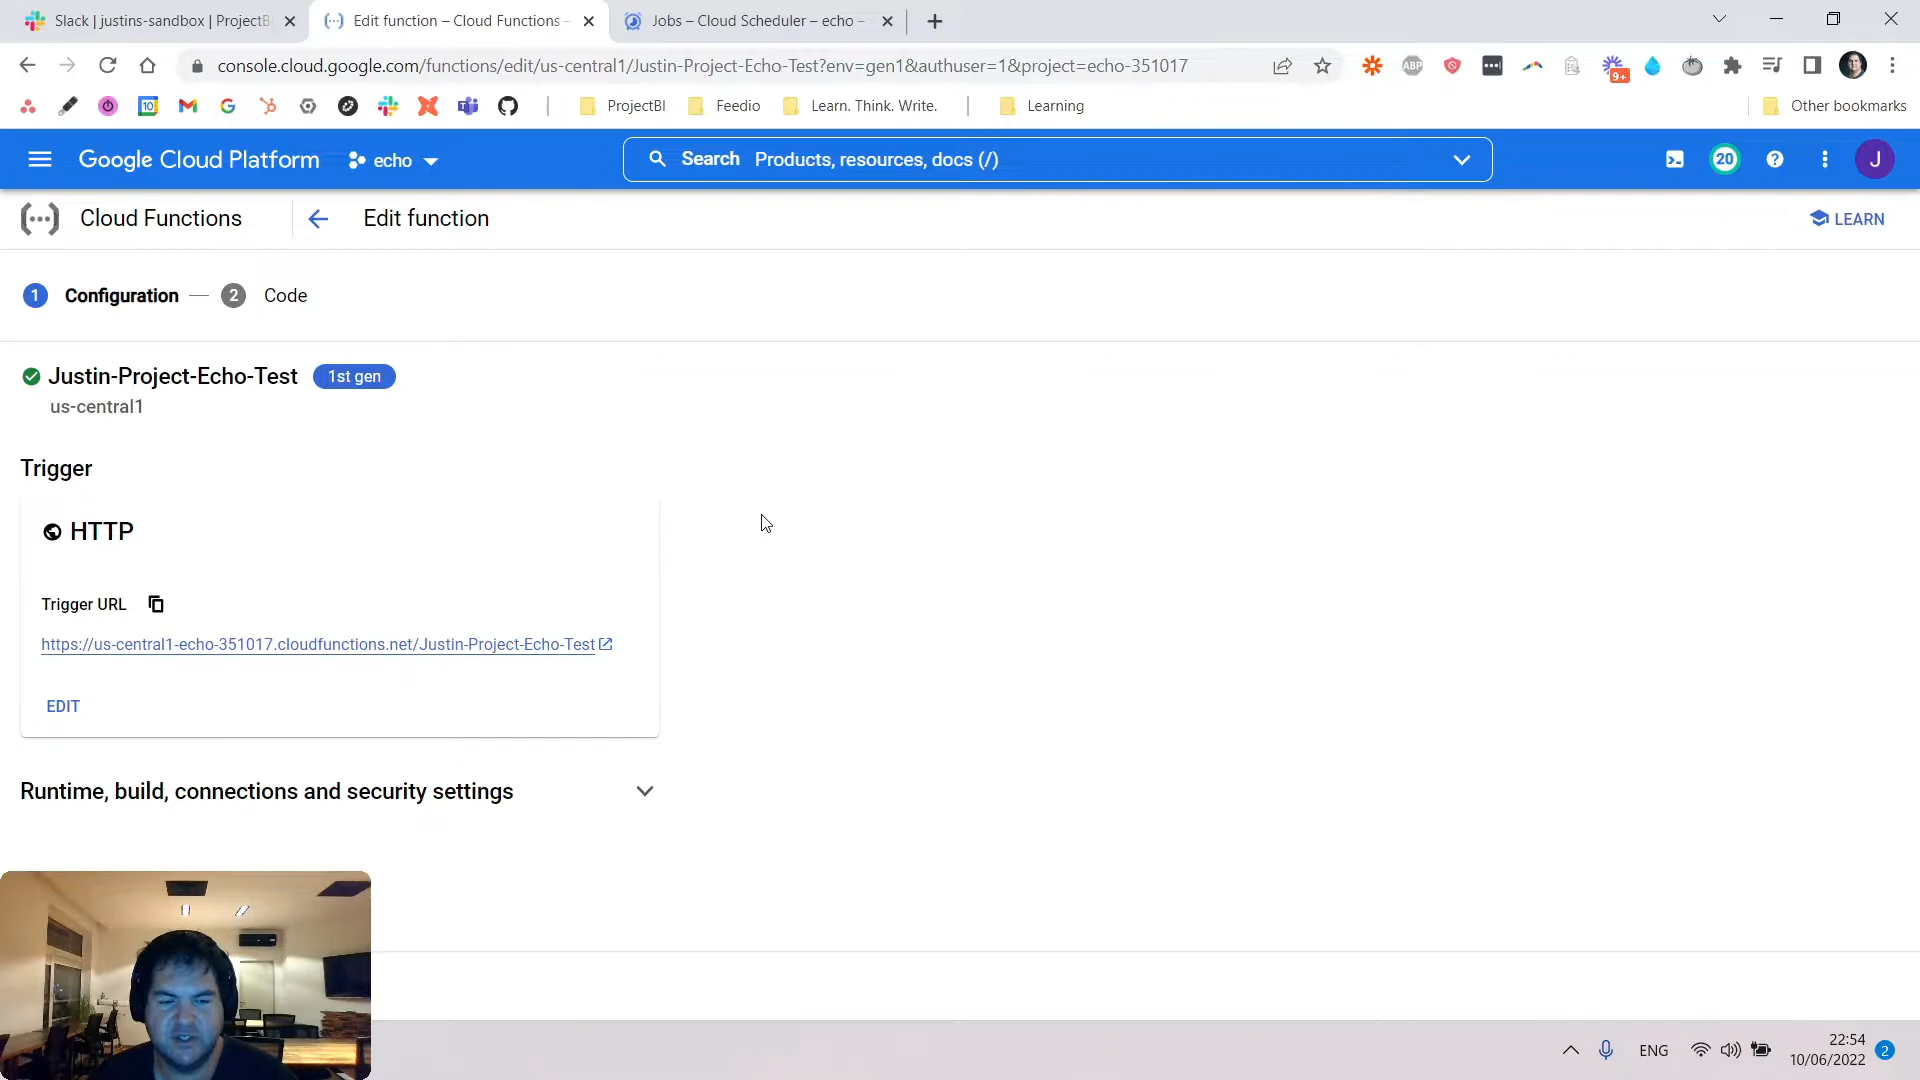 Slack | justins-sandbox | ProjectB
Edit function – Cloud Functions –
Jobs – Cloud Scheduler – echo –
console.cloud.google.com/functions/edit/us-central1/Justin-Project-Echo-Test?env=gen1&authuser=1&project=echo-351017
ABP
9+
10
ProjectBI
Feedio
Learn. Think. Write.
Learning
Other bookmarks
Google Cloud Platform
echo
Search Products, resources, docs (/)
20
J
Cloud Functions
Edit function
LEARN
1 Configuration — 2 Code
Justin-Project-Echo-Test 1st gen
us-central1
Trigger
HTTP
Trigger URL
https://us-central1-echo-351017.cloudfunctions.net/Justin-Project-Echo-Test
EDIT
Runtime, build, connections and security settings
ENG
22:54
10/06/2022
2